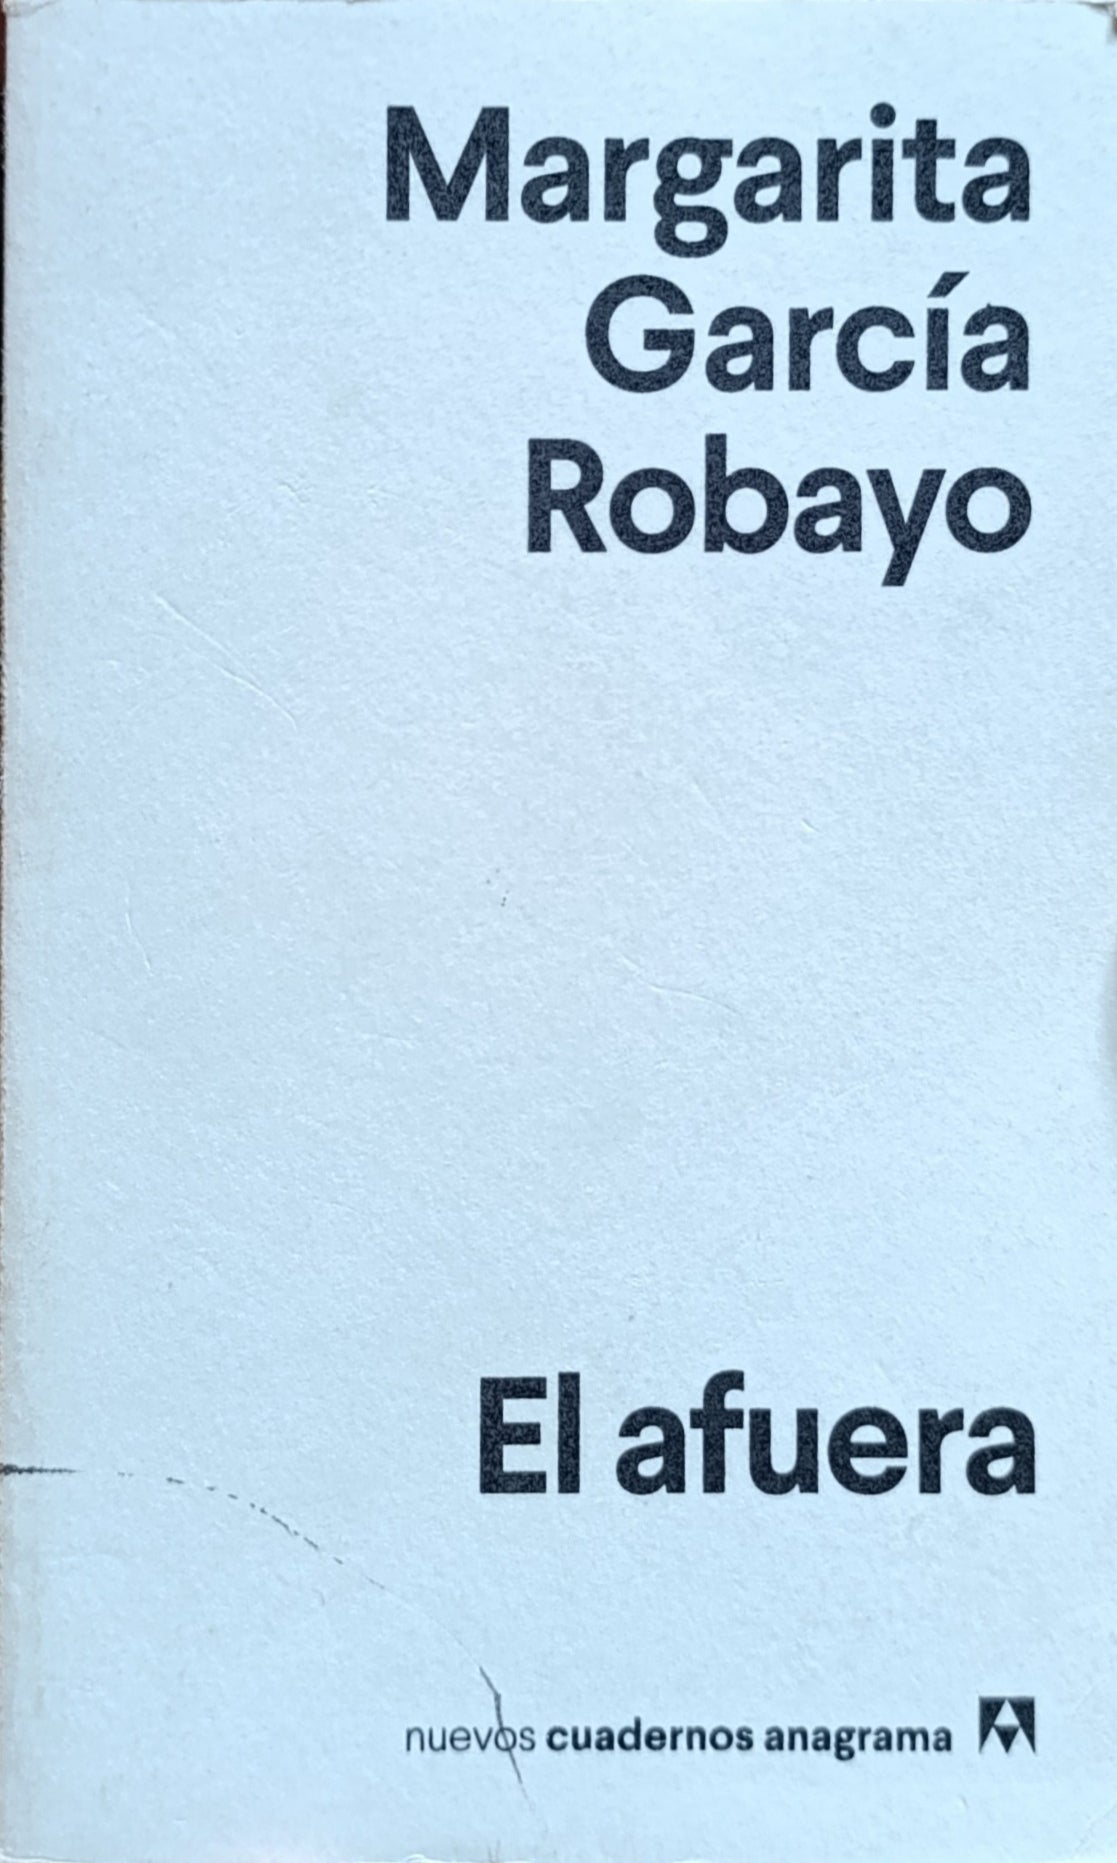 Margarita
García
Robayo
El afuera
nuevos cuadernos anagrama